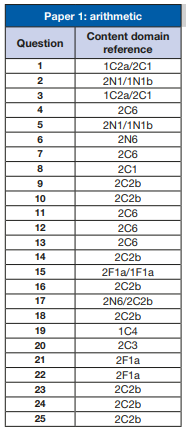 Paper 1: arithmetic
Question Content domain
reference
1 1C2a/2C1
2 2N1/1N1b
3 1C2a/2C1
4 2C6
5 2N1/1N1b
6 2N6
7 2C6
8 2C1
9 2C2b
10 2C2b
11 2C6
12 2C6
13 2C6
14 2C2b
15 2F1a/1F1a
16 2C2b
17 2N6/2C2b
18 2C2b
19 1C4
20 2C3
21 2F1a
22 2F1a
23 2C2b
24 2C2b
25 2C2b